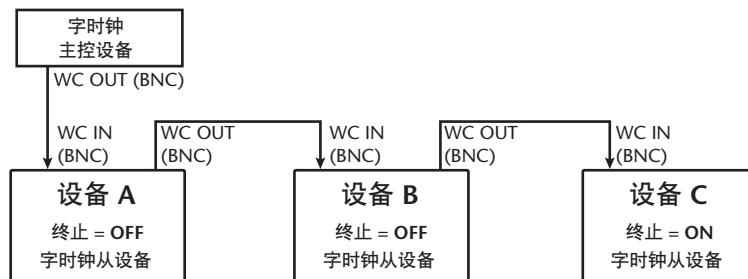 字时钟
主控设备
WC OUT (BNC)
WC IN
(BNC)
WC OUT
(BNC)
WC IN
(BNC)
WC OUT
(BNC)
WC IN
(BNC)
设备 A
终止 = OFF
字时钟从设备
设备 B
终止 = OFF
字时钟从设备
设备 C
终止 = ON
字时钟从设备